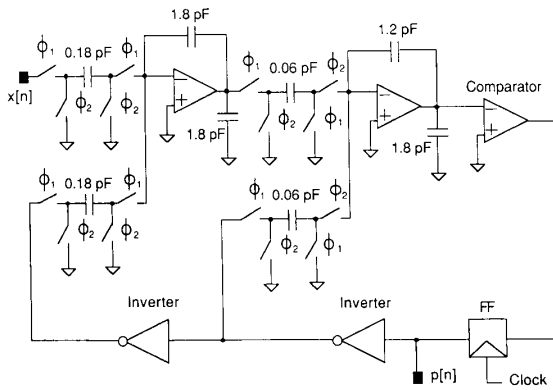 1.8 pF
1.2 pF
ϕ₁ 0.18 pF ϕ₁
ϕ₁ 0.06 pF ϕ₂
Comparator
x[n]
ϕ₂ ϕ₂
1.8 pF
ϕ₂ ϕ₁
1.8 pF
ϕ₁ 0.18 pF ϕ₁
ϕ₁ 0.06 pF ϕ₂
ϕ₂ ϕ₂
ϕ₂ ϕ₁
Inverter
Inverter
FF
p[n]
Clock